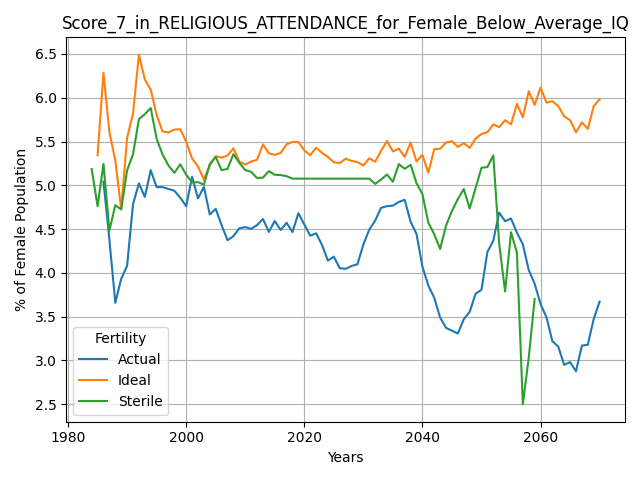 Score_7_in_RELIGIOUS_ATTENDANCE_for_Female_Below_Average_IQ
% of Female Population
6.5
6.0
5.5
5.0
4.5
4.0
3.5
3.0
2.5
Fertility
Actual
Ideal
Sterile
1980
2000
2020
2040
2060
Years